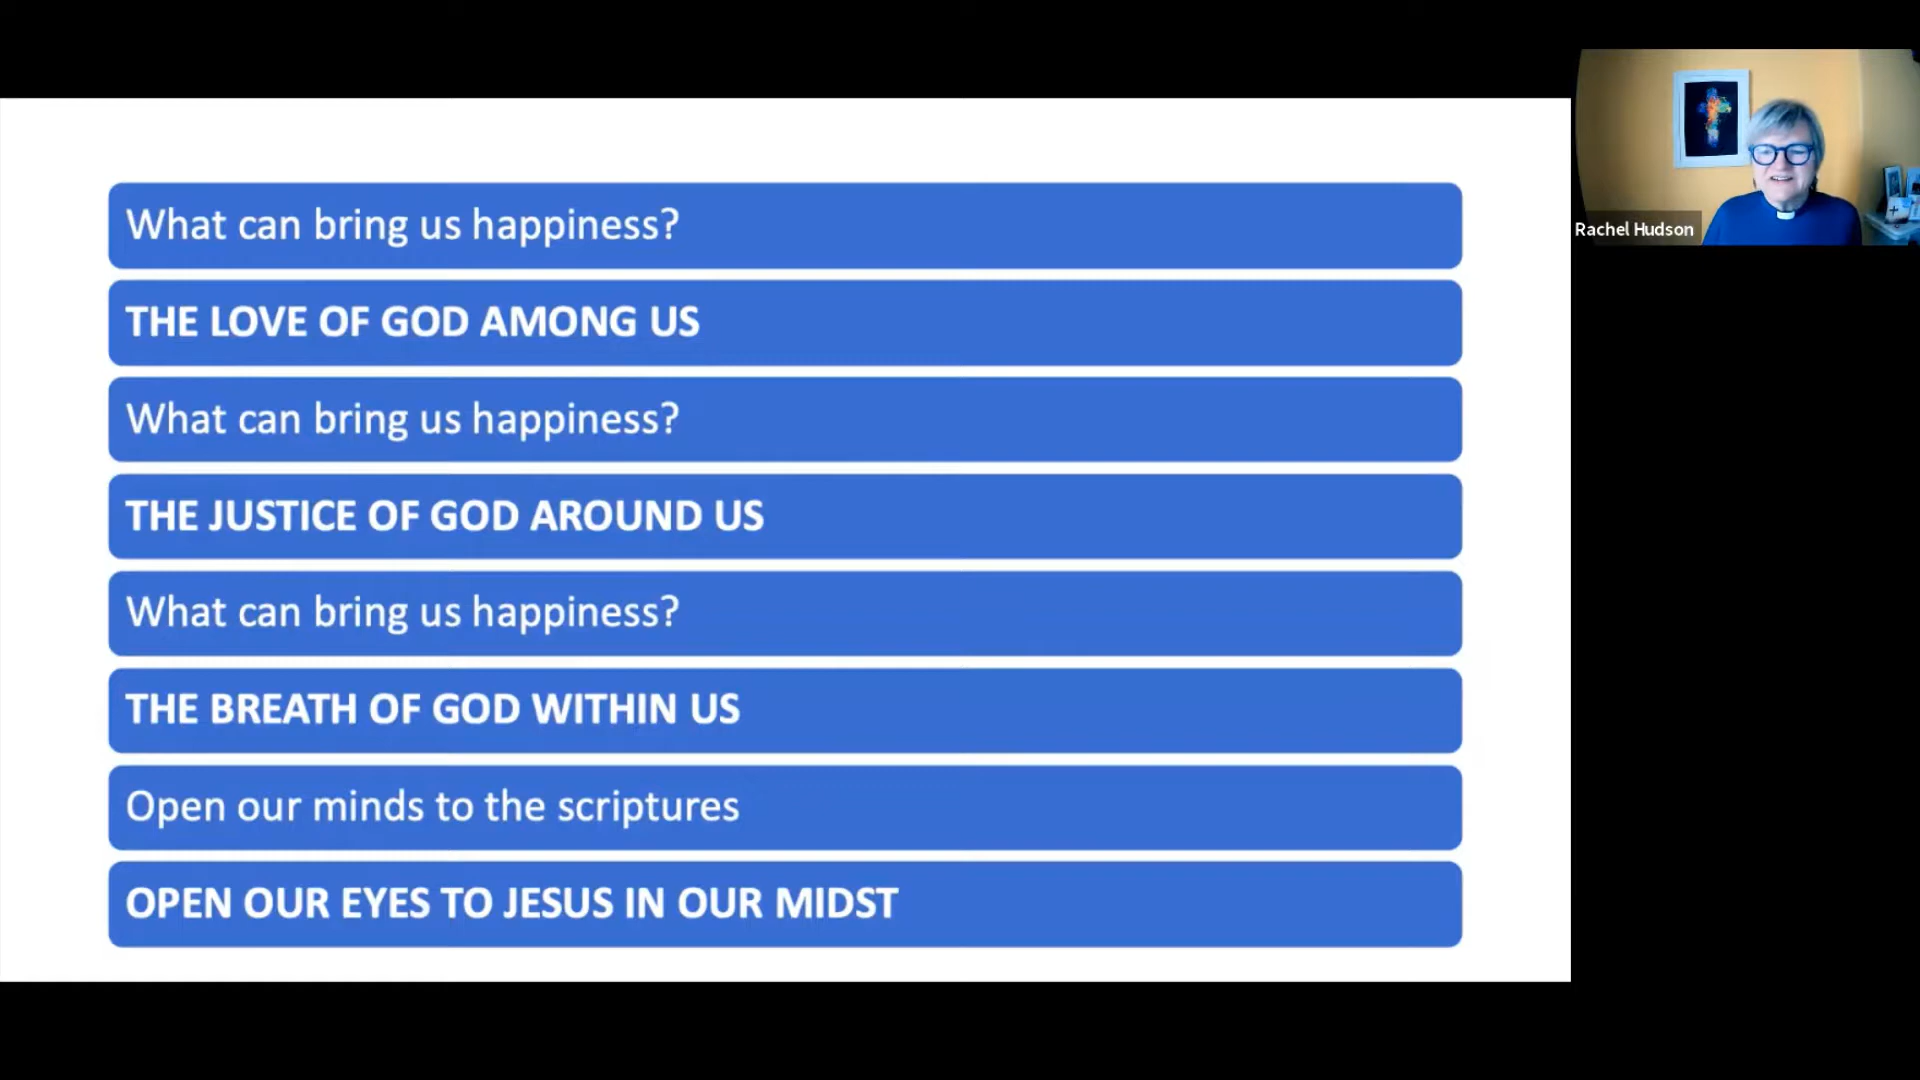 What can bring us happiness?
THE LOVE OF GOD AMONG US
What can bring us happiness?
THE JUSTICE OF GOD AROUND US
What can bring us happiness?
THE BREATH OF GOD WITHIN US
Open our minds to the scriptures
OPEN OUR EYES TO JESUS IN OUR MIDST
Rachel Hudson